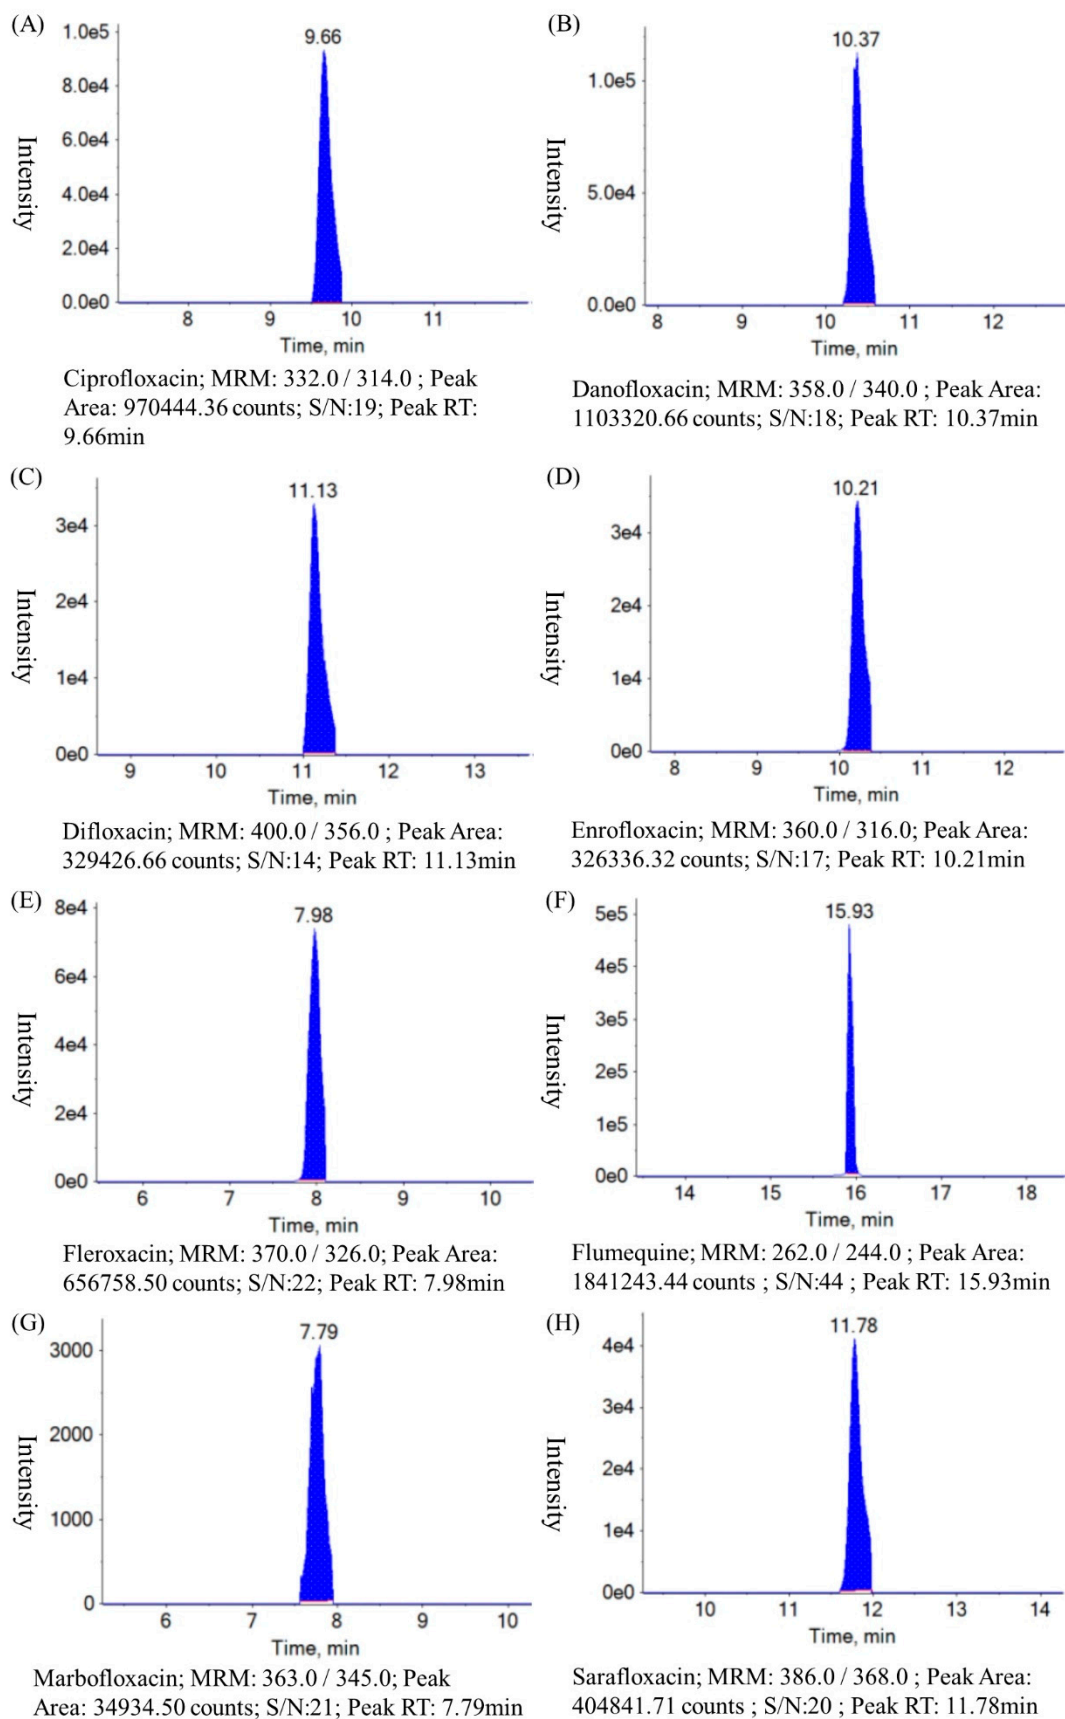 (A)
9.66
1.0e5
8.0e4
6.0e4
4.0e4
2.0e4
0.0e0
Intensity
8 9 10 11
Time, min
Ciprofloxacin; MRM: 332.0 / 314.0 ; Peak
Area: 970444.36 counts; S/N:19; Peak RT:
9.66min
(B)
10.37
1.0e5
5.0e4
0.0e0
Intensity
8 9 10 11 12
Time, min
Danofloxacin; MRM: 358.0 / 340.0 ; Peak Area:
1103320.66 counts; S/N:18; Peak RT: 10.37min
(C)
11.13
3e4
2e4
1e4
0e0
Intensity
9 10 11 12 13
Time, min
Difloxacin; MRM: 400.0 / 356.0 ; Peak Area:
329426.66 counts; S/N:14; Peak RT: 11.13min
(D)
10.21
3e4
2e4
1e4
0e0
Intensity
8 9 10 11 12
Time, min
Enrofloxacin; MRM: 360.0 / 316.0; Peak Area:
326336.32 counts; S/N:17; Peak RT: 10.21min
(E)
7.98
8e4
6e4
4e4
2e4
0e0
Intensity
6 7 8 9 10
Time, min
Fleroxacin; MRM: 370.0 / 326.0; Peak Area:
656758.50 counts; S/N:22; Peak RT: 7.98min
(F)
15.93
5e5
4e5
3e5
2e5
1e5
0e0
Intensity
14 15 16 17 18
Time, min
Flumequine; MRM: 262.0 / 244.0 ; Peak Area:
1841243.44 counts ; S/N:44 ; Peak RT: 15.93min
(G)
7.79
3000
2000
1000
0
Intensity
6 7 8 9 10
Time, min
Marbofloxacin; MRM: 363.0 / 345.0; Peak
Area: 34934.50 counts; S/N:21; Peak RT: 7.79min
(H)
11.78
4e4
3e4
2e4
1e4
0e0
Intensity
10 11 12 13 14
Time, min
Sarafloxacin; MRM: 386.0 / 368.0 ; Peak Area:
404841.71 counts ; S/N:20 ; Peak RT: 11.78min